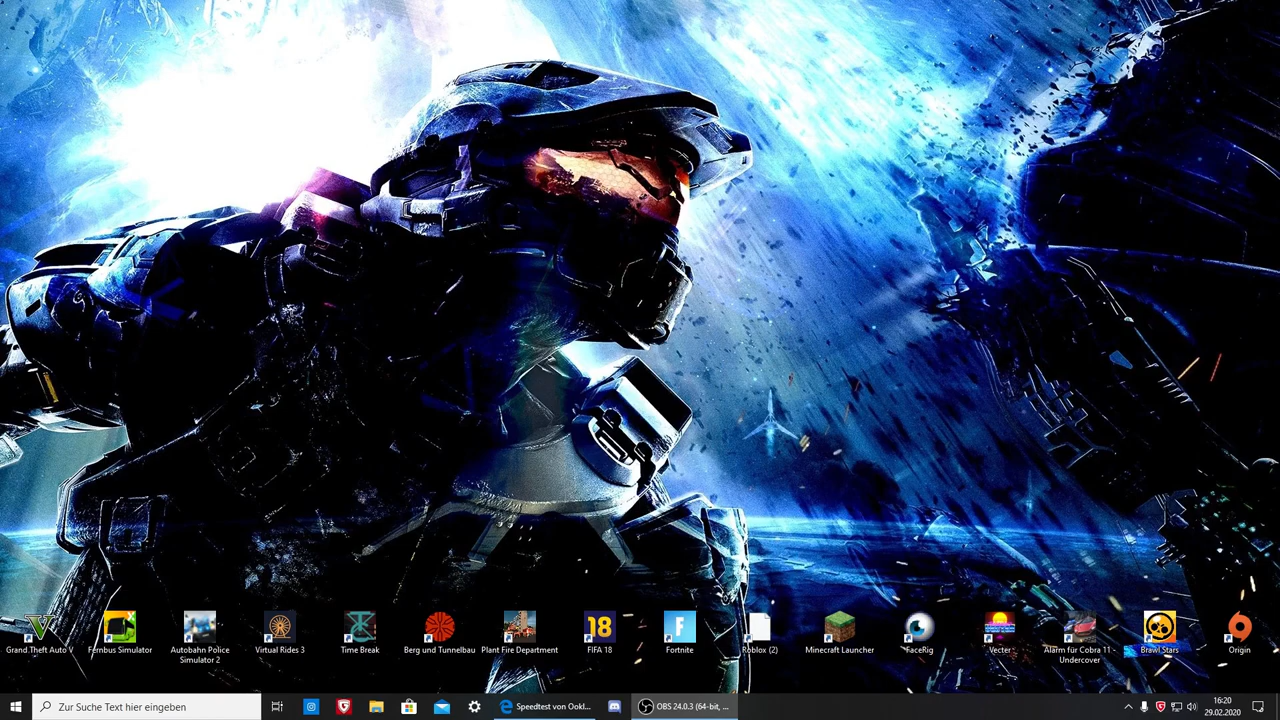 Grand Theft Auto V
Fernbus Simulator
Autobahn Police
Simulator 2
Virtual Rides 3
Time Break
Berg und Tunnelbau
Plant Fire Department
18
FIFA 18
F
Fortnite
Roblox (2)
Minecraft Launcher
FaceRig
Vecter
Alarm für Cobra 11
Undercover
Brawl Stars
Origin
Zur Suche Text hier eingeben
Speedtest von Ookl...
OBS 24.0.3 (64-bit, ...
16:20
29.02.2020